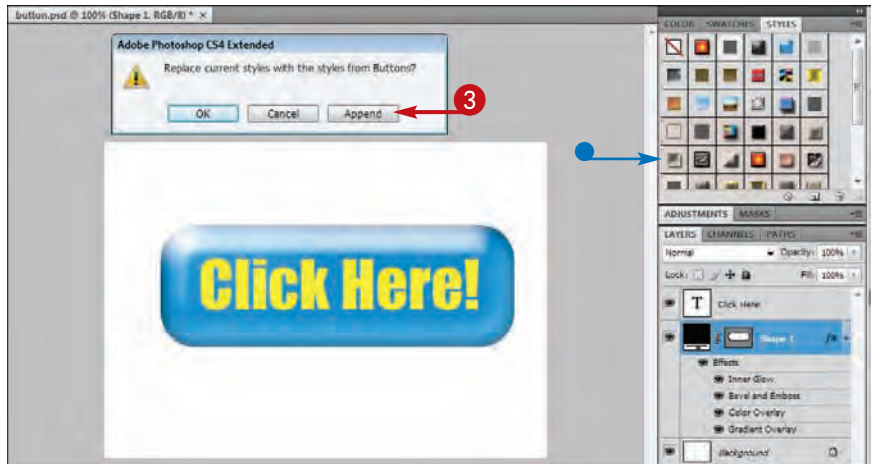 button.psd @ 100% (Shape 1, RGB/8) * ×
COLOR SWATCHES STYLES
Adobe Photoshop CS4 Extended
Replace current styles with the styles from Buttons?
OK Cancel Append
3
Click Here!
ADJUSTMENTS MASKS
LAYERS CHANNELS PATHS
Normal Opacity: 100%
Lock: Fill: 100%
T Click Here!
Shape 1 fx
Effects
Inner Glow
Bevel and Emboss
Color Overlay
Gradient Overlay
Background